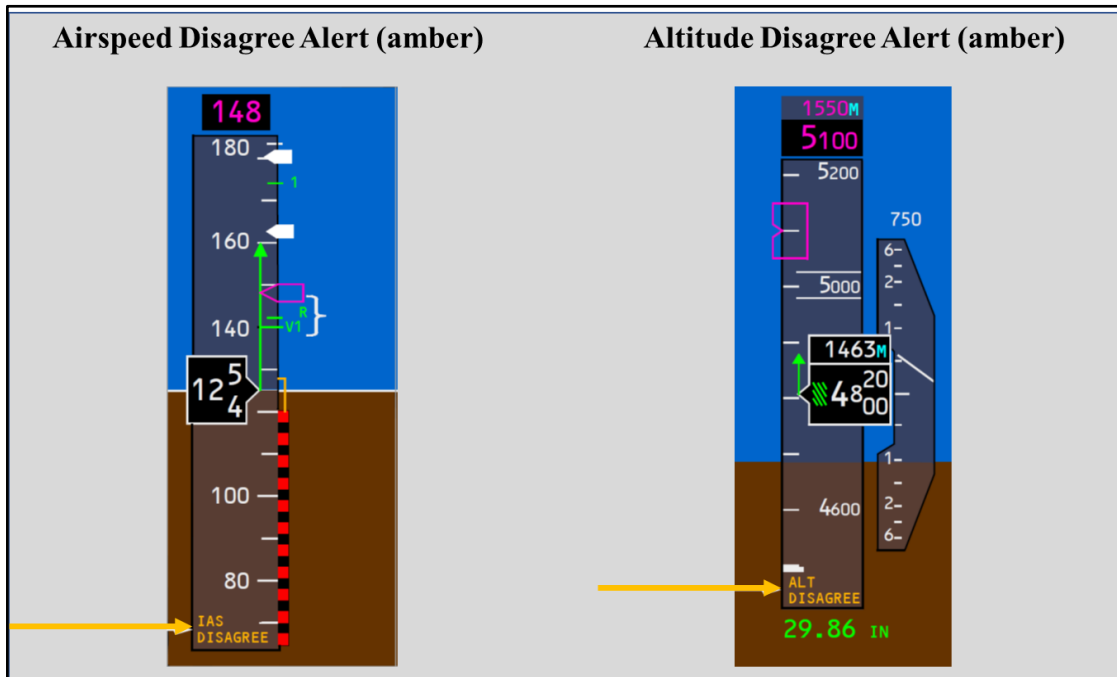 Airspeed Disagree Alert (amber)
148
180
1
160
R
140
V1
12 5
4
100
80
IAS
DISAGREE
Altitude Disagree Alert (amber)
1550M
5100
5200
750
6
2
5000
1
1463M
4820
00
1
4600
2
6
ALT
DISAGREE
29.86 IN